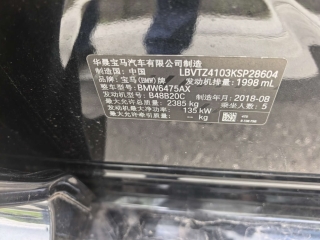 华晨宝马汽车有限公司 LBVTZ4103KSP28604
制造国：中国 发动机排量：1998 mL
品牌：宝马(BMW)牌
整车型号：BMW6475AX
发动机型号：B48B20C 制造年月：2018-08
最大允许总质量：2385 kg 乘坐人数：5
发动机最大净功率：135 kW
最大允许牵引质量：-- kg